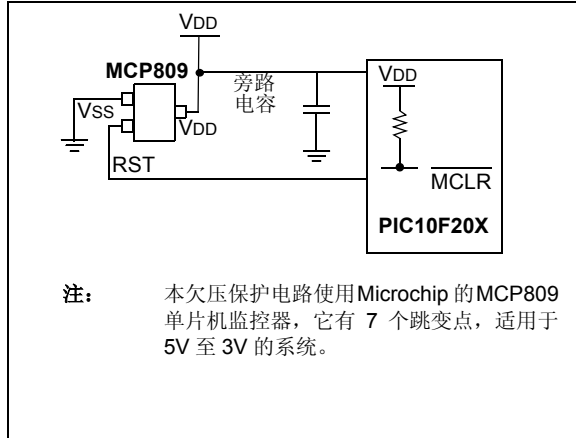 VDD
MCP809
旁路
电容
VDD
VSS
VDD
RST
MCLR
PIC10F20X
注： 本欠压保护电路使用Microchip 的MCP809
单片机监控器，它有 7 个跳变点，适用于
5V 至 3V 的系统。